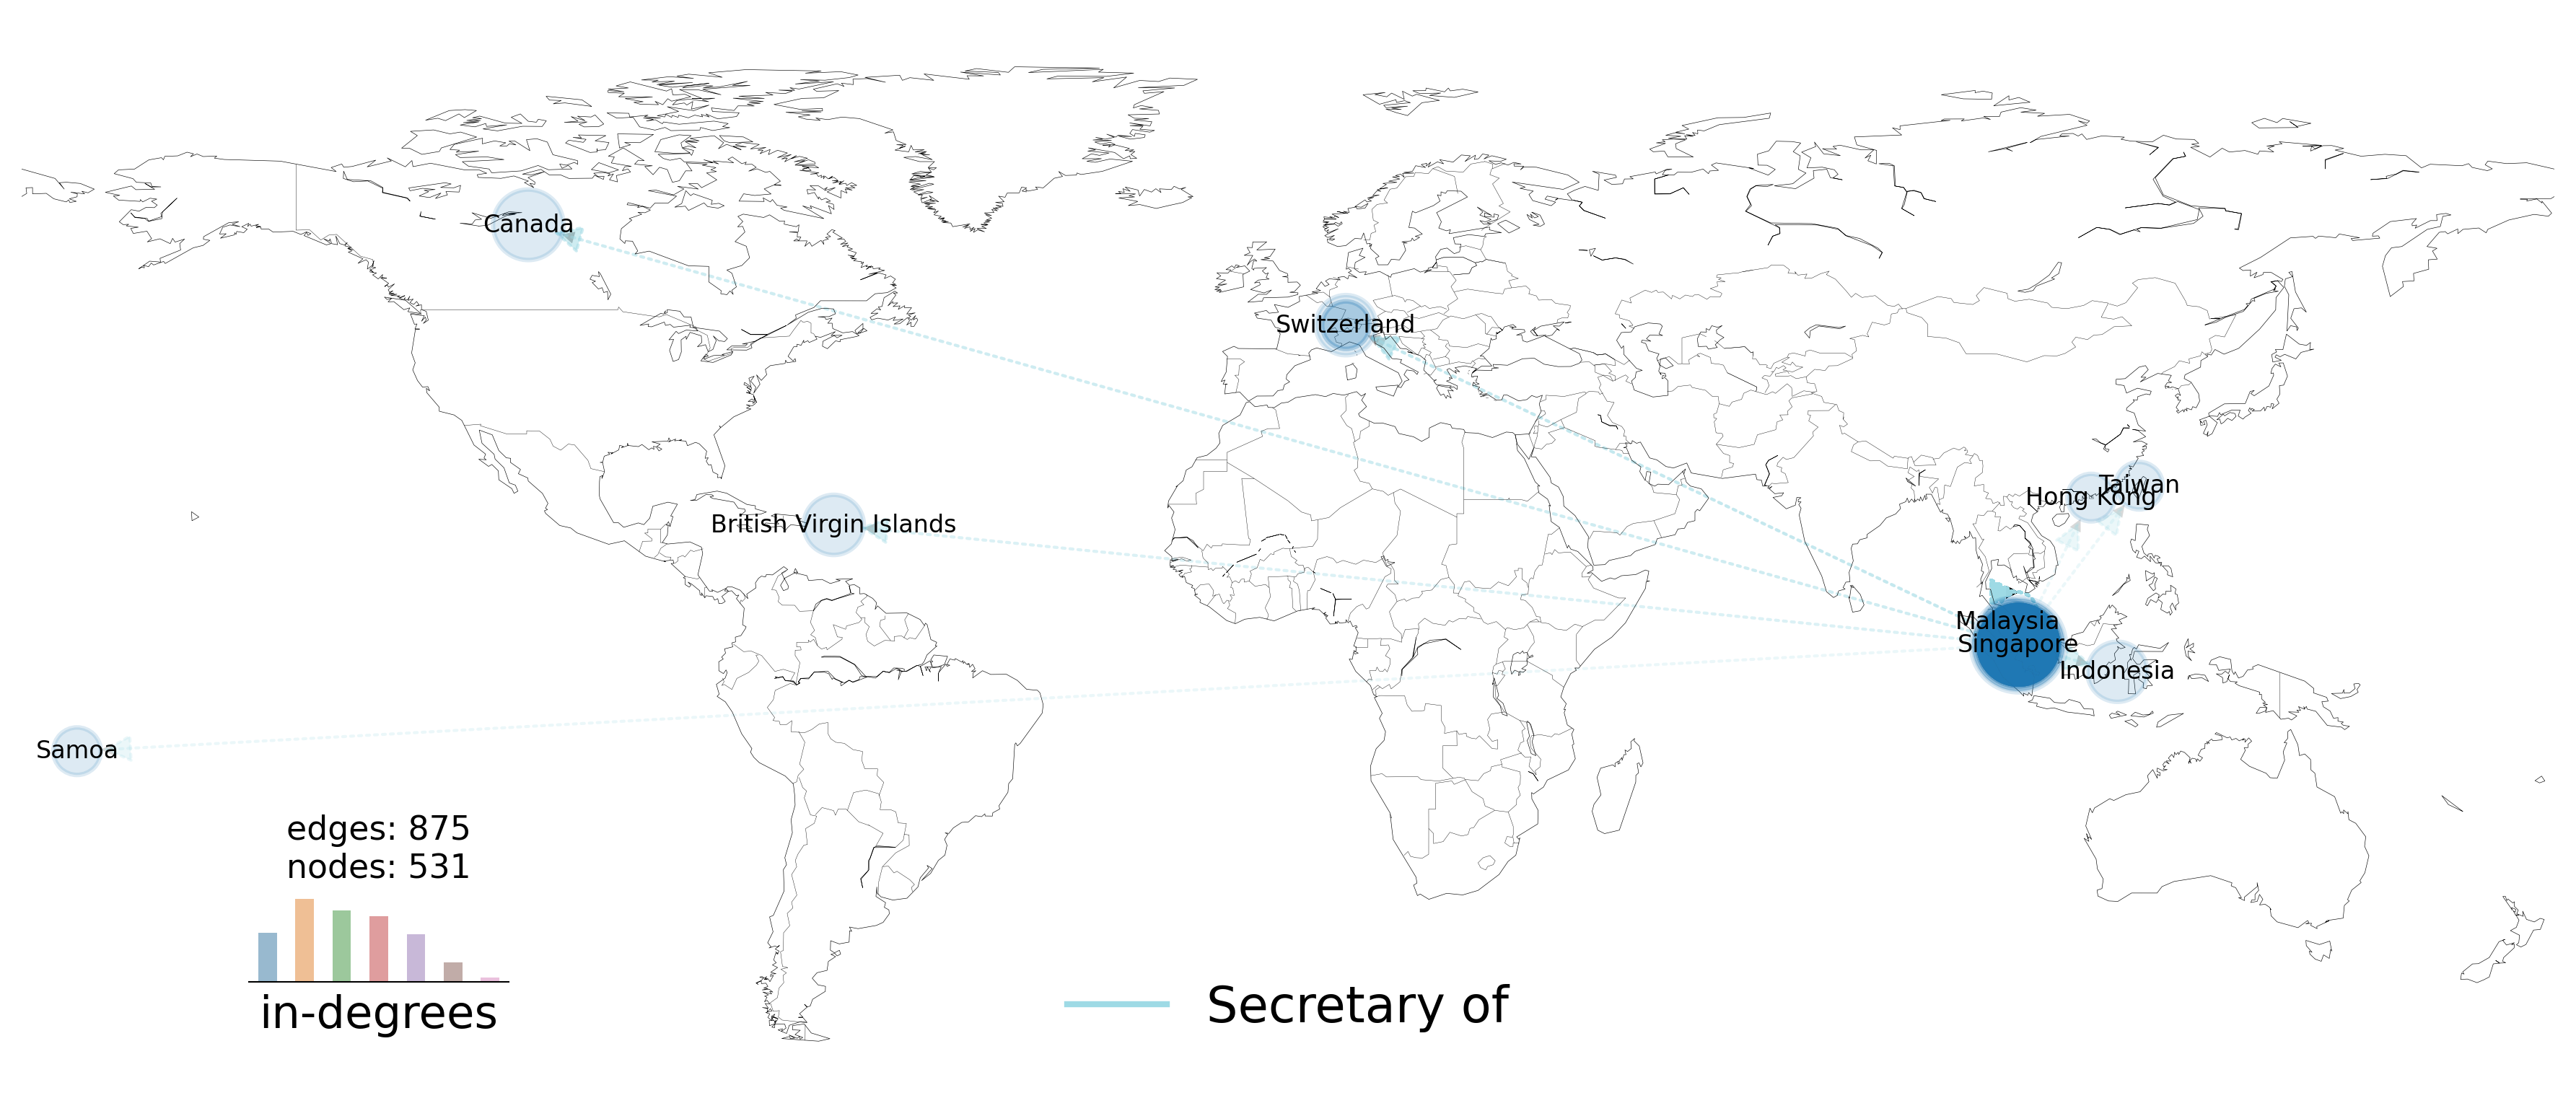 Canada
Switzerland
Taiwan
Hong Kong
British Virgin Islands
Malaysia
Singapore
Indonesia
Samoa
edges: 875
nodes: 531
in-degrees
Secretary of